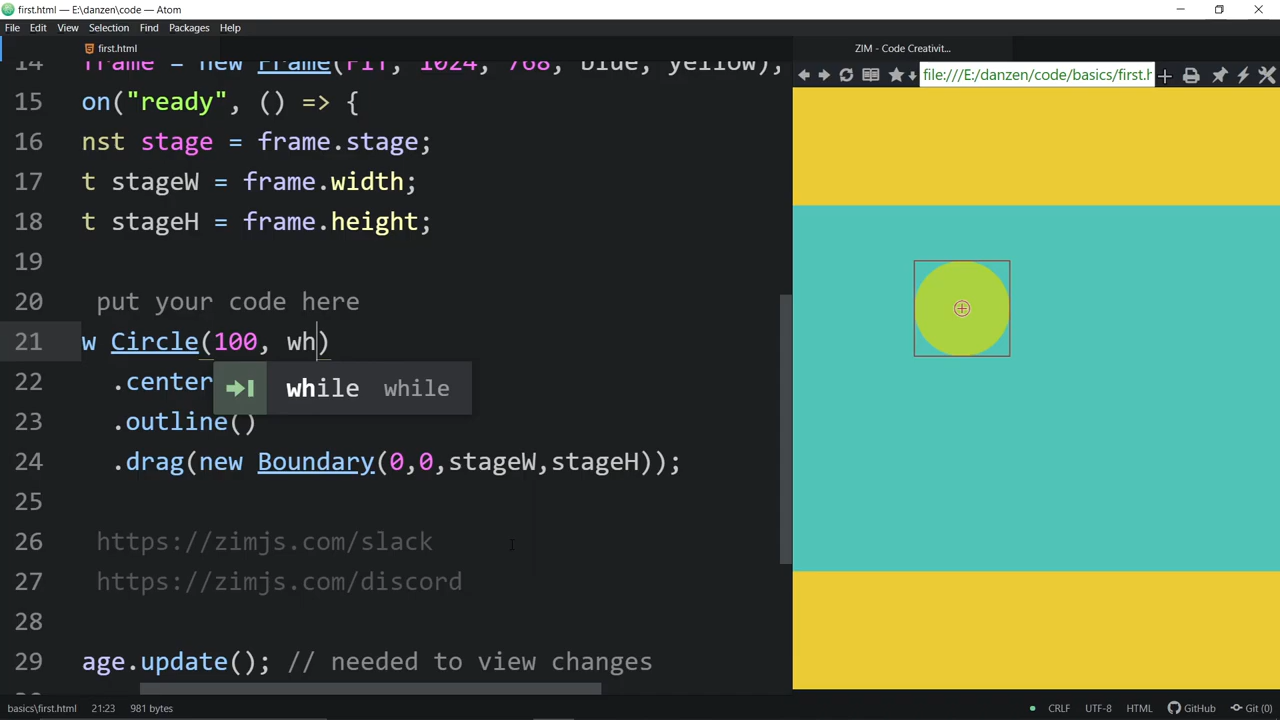 first.html — E:\danzen\code — Atom
File Edit View Selection Find Packages Help
first.html
ZIM - Code Creativit...
file:///E:/danzen/code/basics/first.h
14 frame = new Frame(FIT, 1024, 768, blue, yellow),
15 on("ready", () => {
16 nst stage = frame.stage;
17 t stageW = frame.width;
18 t stageH = frame.height;
19
20 put your code here
21 w Circle(100, wh)
while while
22 .center
23 .outline()
24 .drag(new Boundary(0,0,stageW,stageH));
25
26 https://zimjs.com/slack
27 https://zimjs.com/discord
28
29 age.update(); // needed to view changes
basics\first.html 21:23 981 bytes
CRLF UTF-8 HTML GitHub Git (0)